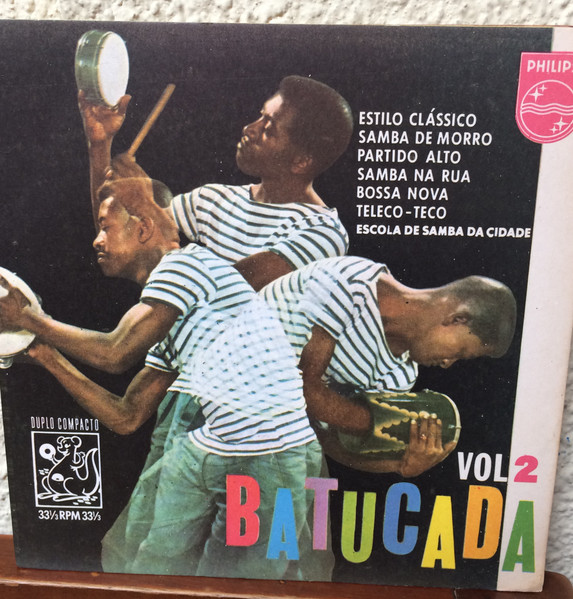 PHILIPS
ESTILO CLÁSSICO
SAMBA DE MORRO
PARTIDO ALTO
SAMBA NA RUA
BOSSA NOVA
TELECO-TECO
ESCOLA DE SAMBA DA CIDADE
DUPLO COMPACTO
33⅓ RPM 33⅓
VOL 2
BATUCADA